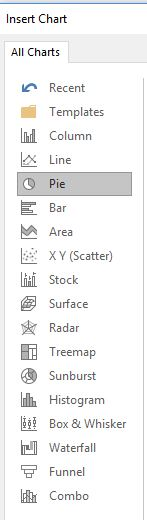 Insert Chart
All Charts
Recent
Templates
Column
Line
Pie
Bar
Area
X Y (Scatter)
Stock
Surface
Radar
Treemap
Sunburst
Histogram
Box & Whisker
Waterfall
Funnel
Combo